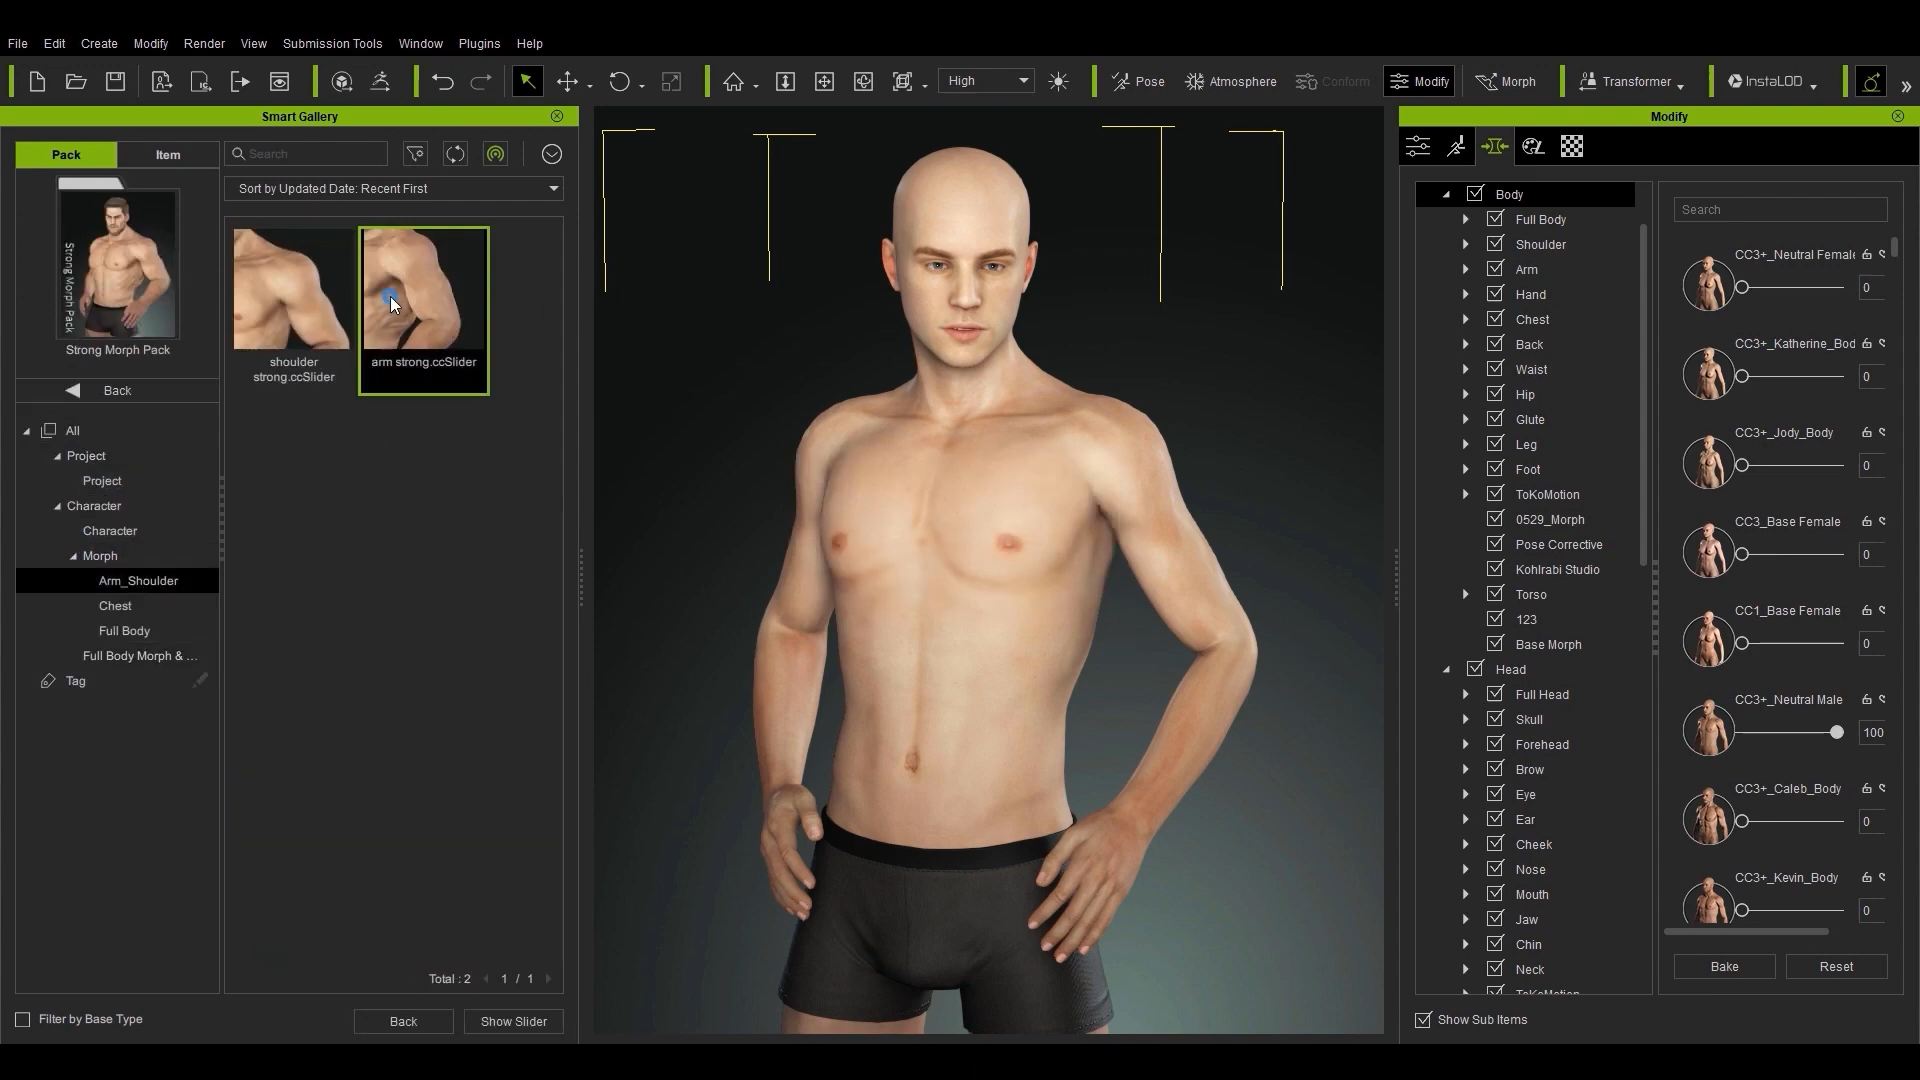 File Edit Create Modify Render View Submission Tools Window Plugins Help
High Pose Atmosphere Conform Modify Morph Transformer InstaLOD
Smart Gallery
Pack Item
Search
Sort by Updated Date: Recent First
Strong Morph Pack
Strong Morph Pack
Back
All
Project
Project
Character
Character
Morph
Arm_Shoulder
Chest
Full Body
Full Body Morph & ...
Tag
shoulder
strong.ccSlider
arm strong.ccSlider
Total : 2 1 / 1
Filter by Base Type
Back Show Slider
Modify
Body
Full Body
Shoulder
Arm
Hand
Chest
Back
Waist
Hip
Glute
Leg
Foot
ToKoMotion
0529_Morph
Pose Corrective
Kohlrabi Studio
Torso
123
Base Morph
Head
Full Head
Skull
Forehead
Brow
Eye
Ear
Cheek
Nose
Mouth
Jaw
Chin
Neck
ToKoMotion
Show Sub Items
Search
CC3+_Neutral Female
0
CC3+_Katherine_Bod
0
CC3+_Jody_Body
0
CC3_Base Female
0
CC1_Base Female
0
CC3+_Neutral Male
100
CC3+_Caleb_Body
0
CC3+_Kevin_Body
0
Bake Reset